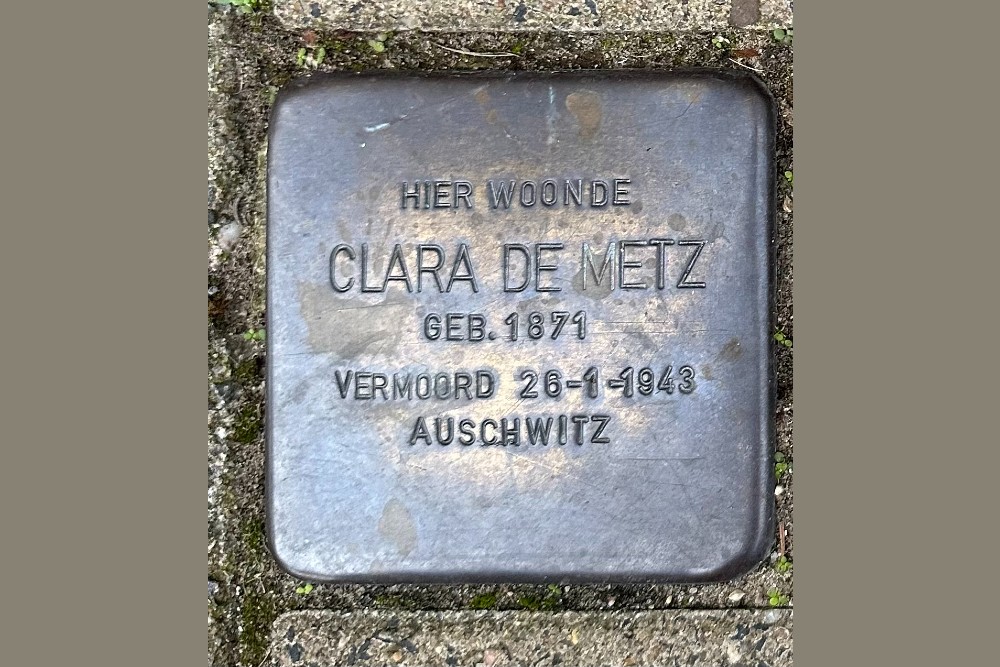 HIER WOONDE
CLARA DE METZ
GEB. 1871
VERMOORD 26-1-1943
AUSCHWITZ